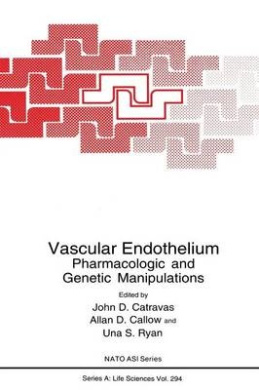 Vascular Endothelium
Pharmacologic and
Genetic Manipulations
Edited by
John D. Catravas
Allan D. Callow and
Una S. Ryan
NATO ASI Series
Series A: Life Sciences Vol. 294